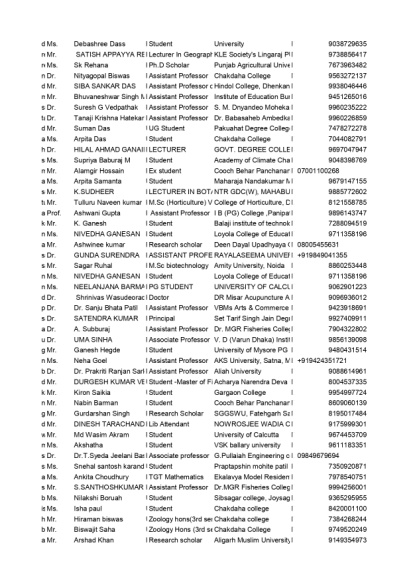 d Ms. Debashree Dass I Student University I 9038729635
n Mr. SATISH APPAYYA RE I Lecturer In Geograph KLE Society's Lingaraj P I 9738856417
n Ms. Sk Rehana I Ph.D Scholar Punjab Agricultural Unive I 7673963482
n Dr. Nityagopal Biswas I Assistant Professor Chakdaha College I 9563272137
d Mr. SIBA SANKAR DAS I Assistant Professor c Hindol College, Dhenkan I 9938046446
n Mr. Bhuvaneshwar Singh M I Assistant Professor Institute of Education Bu I 9451265016
s Dr. Suresh G Vedpathak I Assistant Professor S. M. Dnyandeo Moheka I 9960235222
ti Dr. Tanaji Krishna Hatekar I Assistant Professor Dr. Babasaheb Ambedka I 9960226859
d Mr. Suman Das I UG Student Pakuahat Degree Colleg I 7478272278
a Ms. Arpita Das I Student Chakdaha College I 7044082791
h Dr. HILAL AHMAD GANAI I LECTURER GOVT. DEGREE COLLE I 9697047947
s Ms. Supriya Baburaj M I Student Academy of Climate Cha I 9048398769
n Mr. Alamgir Hossain I Ex student Cooch Behar Panchanar I 07001100268
a Ms. Arpita Samanta I Student Maharaja Nandakumar M I 9679147155
s Mr. K.SUDHEER I LECTURER IN BOTA NTR GDC(W), MAHABU I 9885772602
h Mr. Tulluru Naveen kumar I M.Sc (Horticulture) V College of Horticulture, D I 8121558785
a Prof. Ashwani Gupta I Assistant Professor I B (PG) College ,Panipa I 9896143747
n Mr. K. Ganesh I Student Balaji institute of technok I 7288094519
n Ms. NIVEDHA GANESAN I Student Loyola College of Educat I 9711358196
a Mr. Ashwinee kumar I Research scholar Deen Dayal Upadhyaya G I 08005455631
s Dr. GUNDA SURENDRA I ASSISTANT PROFE RAYALASEEMA UNIVE I +919849041355
s Mr. Sagar Ruhal I M.Sc biotechnology Amity University, Noida I 8860253448
n Ms. NIVEDHA GANESAN I Student Loyola College of Educat I 9711358196
n Ms. NEELANJANA BARMA I PG STUDENT UNIVERSITY OF CALCU I 9062901223
d Dr. Shrinivas Wasudeorao I Doctor DR Misar Acupuncture A I 9096936012
p Dr. Dr. Sanju Bhata Patil I Assistant Professor VBMs Arts & Commerce I 9423918691
s Dr. SATENDRA KUMAR I Principal Set Tarif Singh Jain Deg I 9927409911
a Dr. A. Subburaj I Assistant Professor Dr. MGR Fisheries Colle I 7904322802
u Dr. UMA SINHA I Associate Professor V. D (Varun Dhaka) Insti I 9856139098
g Mr. Ganesh Hegde I Student University of Mysore PG I 9480431514
n Ms. Neha Goel I Assistant Professor AKS University, Satna, M I +919424351721
b Dr. Dr. Prakriti Ranjan Sark I Assistant Professor Aliah University I 9088614961
d Mr. DURGESH KUMAR VE I Student -Master of Fi Acharya Narendra Deva I 8004537335
k Mr. Kiron Saikia I Student Gargaon College I 9954997724
n Mr. Nabin Barman I Student Cooch Behar Panchanar I 8609060139
g Mr. Gurdarshan Singh I Research Scholar SGGSWU, Fatehgarh Sa I 8195017484
d Mr. DINESH TARACHAND I Lib Attendant NOWROSJEE WADIA C I 9175999301
w Mr. Md Wasim Akram I Student University of Calcutta I 9674453709
n Ms. Akshatha I Student VSK ballary university I 9611183351
s Dr. Dr.T.Syeda Jeelani Bas I Associate professor G.Pullaiah Engineering c I 09849679694
s Ms. Snehal santosh karand I Student Praptapshin mohite patil I 7350920871
a Ms. Ankita Choudhury I TGT Mathematics Ekalavya Model Residen I 7978540751
s Mr. S.SANTHOSHKUMAR I Assistant Professor Dr.MGR Fisheries Colleg I 9994256001
b Ms. Nilakshi Boruah I Student Sibsagar college, Joysag I 9365295955
is Ms. Isha paul I Student Chakdaha college I 8420001100
h Mr. Hiraman biswas I Zoology hons(3rd se Chakdaha college I 7384268244
b Mr. Biswajit Saha I Zoology Hons (3rd se Chakdaha College I 9749520249
a Mr. Arshad Khan I Research scholar Aligarh Muslim University I 9149354973